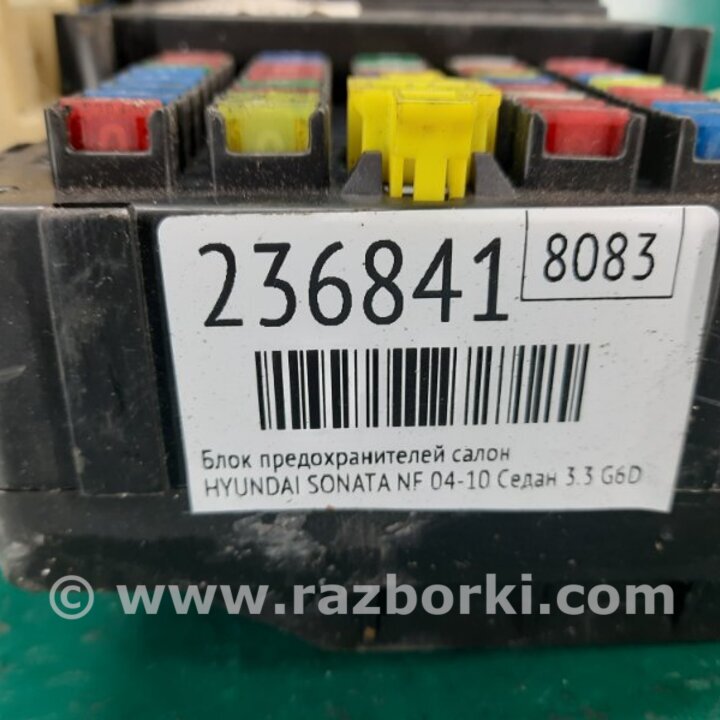 236841
8083
Блок предохранителей салон
HYUNDAI SONATA NF 04-10 Седан 3.3 G6D
© www.razborki.com